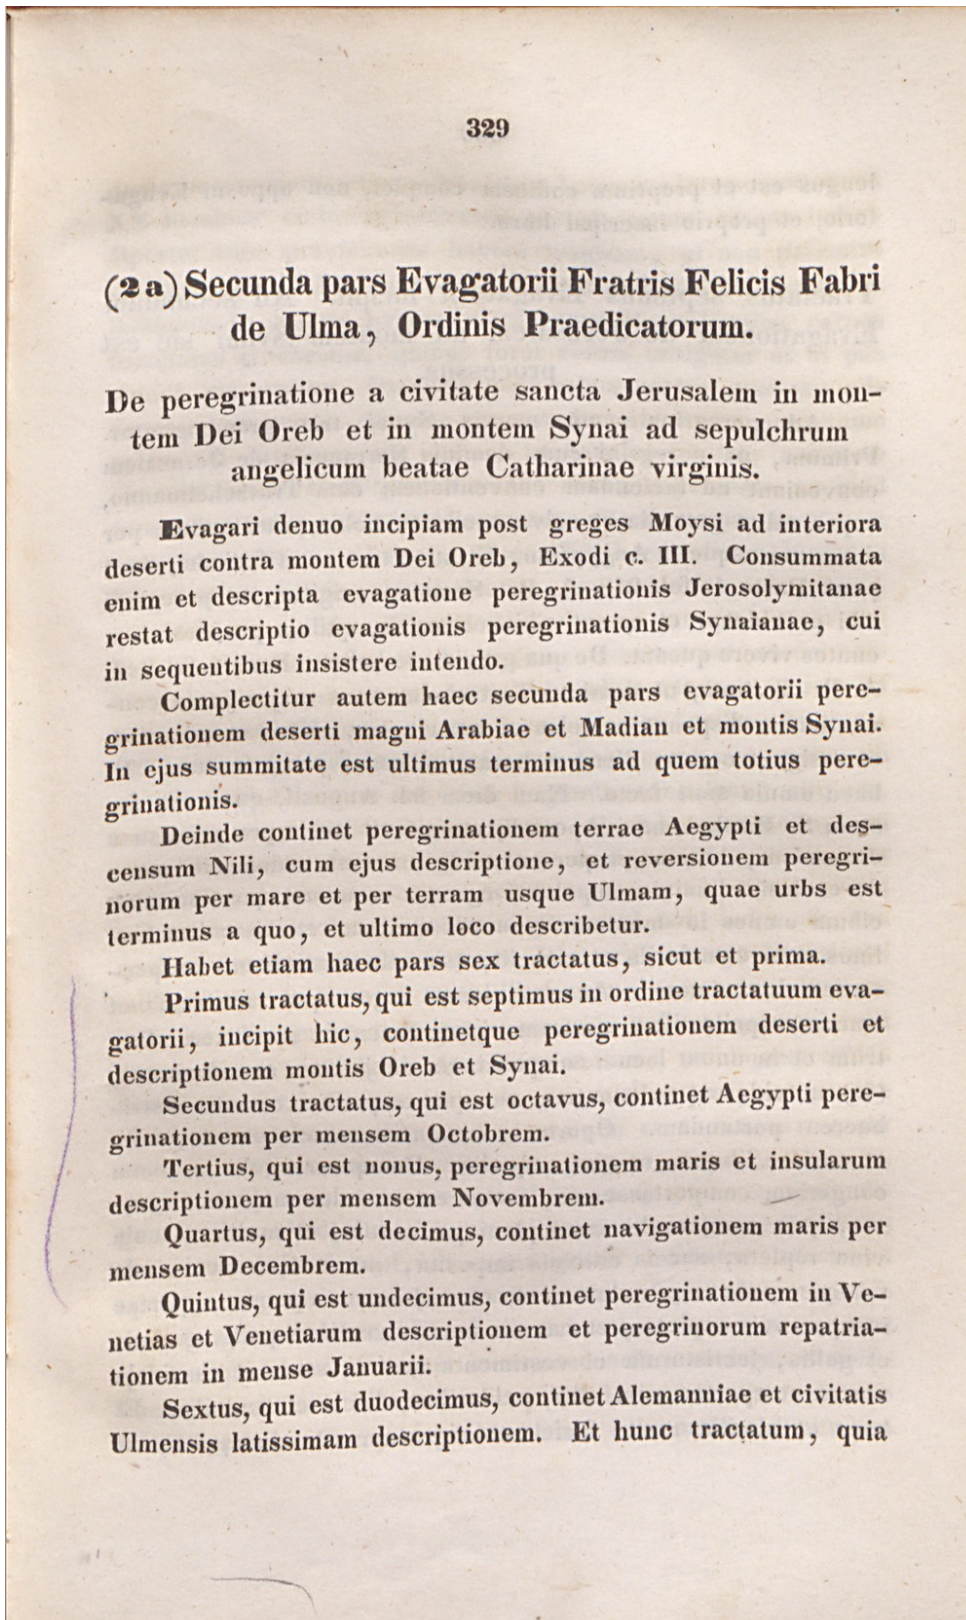 329
(2 a) Secunda pars Evagatorii Fratris Felicis Fabri
de Ulma, Ordinis Praedicatorum.
De peregrinatione a civitate sancta Jerusalem in mon-
tem Dei Oreb et in montem Synai ad sepulchrum
angelicum beatae Catharinae virginis.
Evagari denuo incipiam post greges Moysi ad interiora
deserti contra montem Dei Oreb, Exodi c. III. Consummata
enim et descripta evagatione peregrinationis Jerosolymitanae
restat descriptio evagationis peregrinationis Synaianae, cui
in sequentibus insistere intendo.
Complectitur autem haec secunda pars evagatorii pere-
grinationem deserti magni Arabiae et Madian et montis Synai.
In ejus summitate est ultimus terminus ad quem totius pere-
grinationis.
Deinde continet peregrinationem terrae Aegypti et des-
censum Nili, cum ejus descriptione, et reversionem peregri-
norum per mare et per terram usque Ulmam, quae urbs est
terminus a quo, et ultimo loco describetur.
Habet etiam haec pars sex tractatus, sicut et prima.
Primus tractatus, qui est septimus in ordine tractatuum eva-
gatorii, incipit hic, continetque peregrinationem deserti et
descriptionem montis Oreb et Synai.
Secundus tractatus, qui est octavus, continet Aegypti pere-
grinationem per mensem Octobrem.
Tertius, qui est nonus, peregrinationem maris et insularum
descriptionem per mensem Novembrem.
Quartus, qui est decimus, continet navigationem maris per
mensem Decembrem.
Quintus, qui est undecimus, continet peregrinationem in Ve-
netias et Venetiarum descriptionem et peregrinorum repatria-
tionem in mense Januarii.
Sextus, qui est duodecimus, continet Alemanniae et civitatis
Ulmensis latissimam descriptionem. Et hunc tractatum, quia